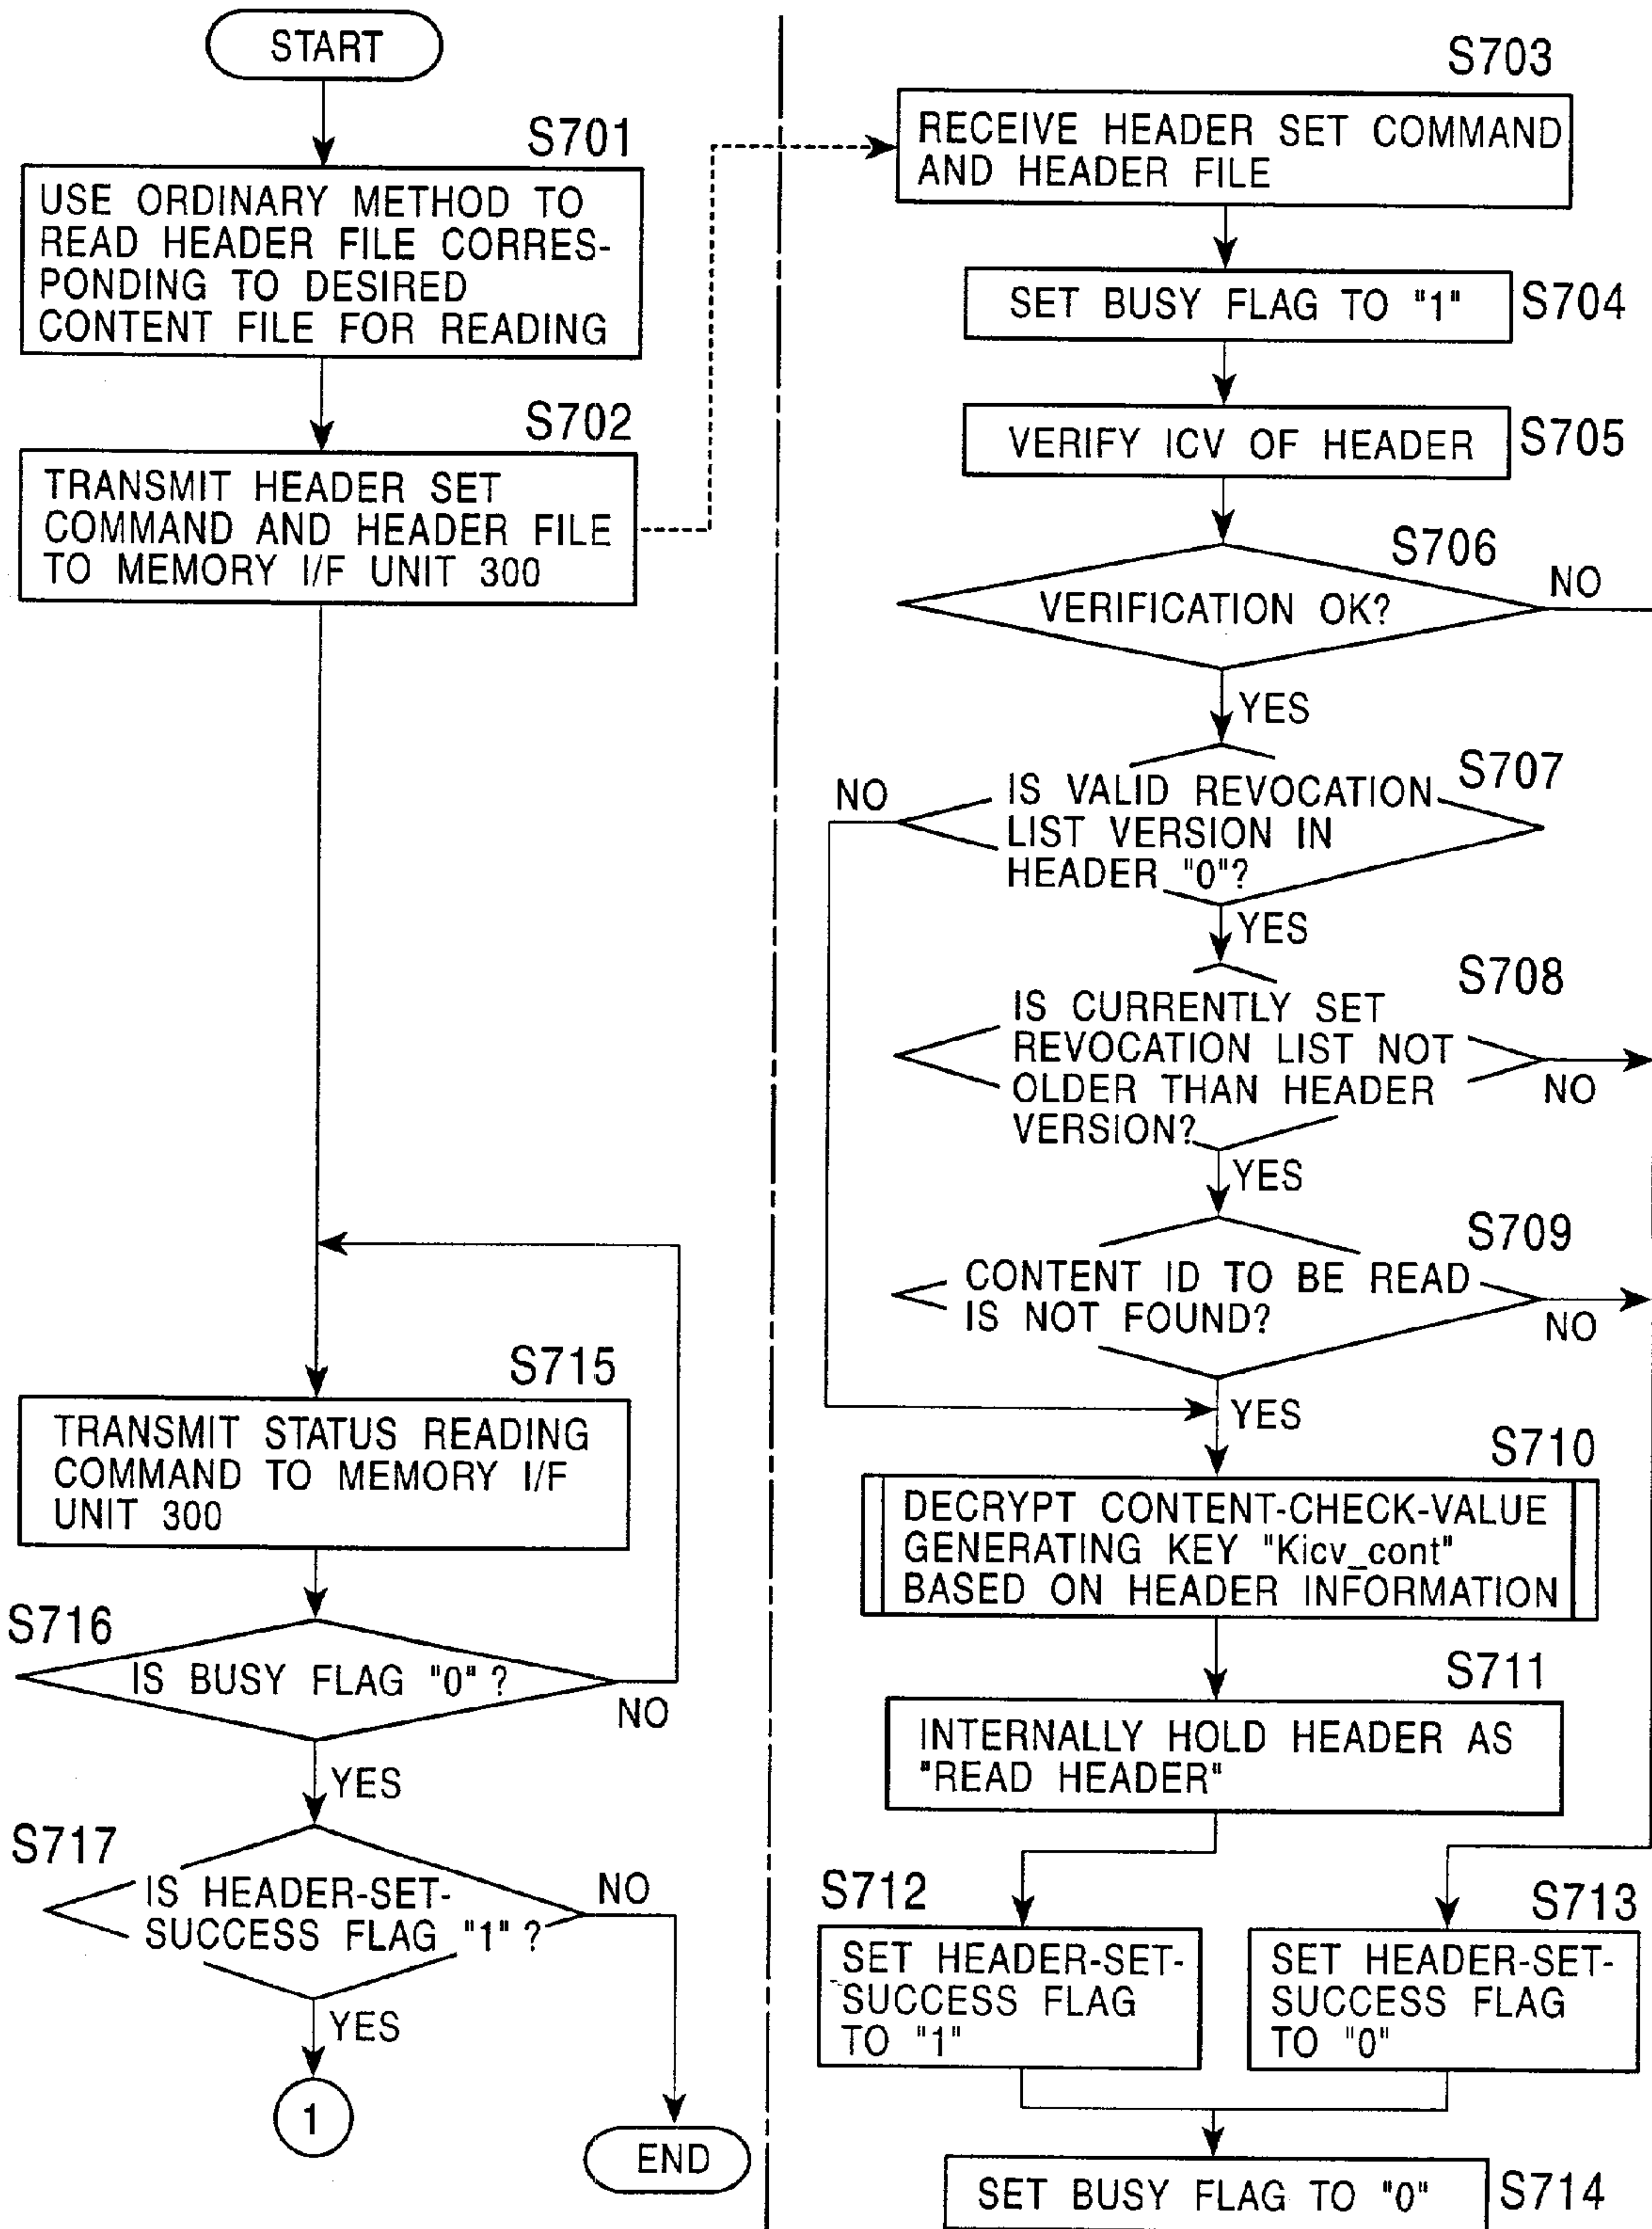 START
S701
USE ORDINARY METHOD TO
READ HEADER FILE CORRES-
PONDING TO DESIRED
CONTENT FILE FOR READING
S702
TRANSMIT HEADER SET
COMMAND AND HEADER FILE
TO MEMORY I/F UNIT 300
S715
TRANSMIT STATUS READING
COMMAND TO MEMORY I/F
UNIT 300
S716
IS BUSY FLAG "0" ?
NO
YES
S717
IS HEADER-SET-
SUCCESS FLAG "1" ?
NO
YES
1
END
S703
RECEIVE HEADER SET COMMAND
AND HEADER FILE
SET BUSY FLAG TO "1"
S704
VERIFY ICV OF HEADER
S705
S706
VERIFICATION OK?
NO
YES
S707
NO
IS VALID REVOCATION
LIST VERSION IN
HEADER "0"?
YES
S708
IS CURRENTLY SET
REVOCATION LIST NOT
OLDER THAN HEADER
VERSION?
NO
YES
S709
CONTENT ID TO BE READ
IS NOT FOUND?
NO
YES
S710
DECRYPT CONTENT-CHECK-VALUE
GENERATING KEY "Kicv_cont"
BASED ON HEADER INFORMATION
S711
INTERNALLY HOLD HEADER AS
"READ HEADER"
S712
SET HEADER-SET-
SUCCESS FLAG
TO "1"
S713
SET HEADER-SET-
SUCCESS FLAG
TO "0"
SET BUSY FLAG TO "0"
S714